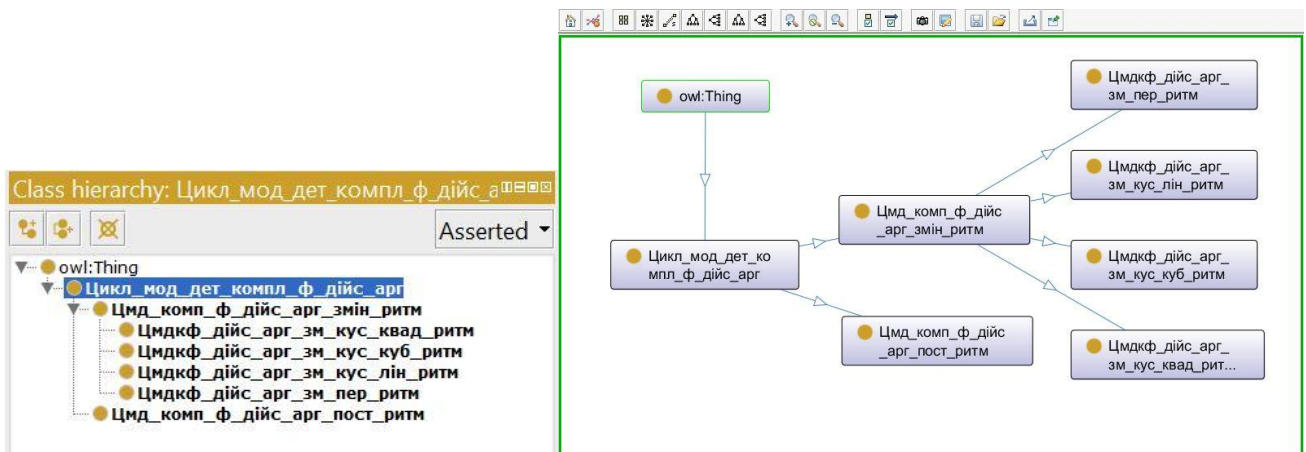 Class hierarchy: Цикл_мод_дет_компл_ф_дійс_а
Asserted
owl:Thing
Цикл_мод_дет_компл_ф_дійс_арг
Цмд_комп_ф_дійс_арг_змін_ритм
Цмдкф_дійс_арг_зм_кус_квад_ритм
Цмдкф_дійс_арг_зм_кус_куб_ритм
Цмдкф_дійс_арг_зм_кус_лін_ритм
Цмдкф_дійс_арг_зм_пер_ритм
Цмд_комп_ф_дійс_арг_пост_ритм
owl:Thing
Цикл_мод_дет_ко
мпл_ф_дійс_арг
Цмд_комп_ф_дійс
_арг_змін_ритм
Цмд_комп_ф_дійс
_арг_пост_ритм
Цмдкф_дійс_арг_
зм_пер_ритм
Цмдкф_дійс_арг_
зм_кус_лін_ритм
Цмдкф_дійс_арг_
зм_кус_куб_ритм
Цмдкф_дійс_арг_
зм_кус_квад_рит...